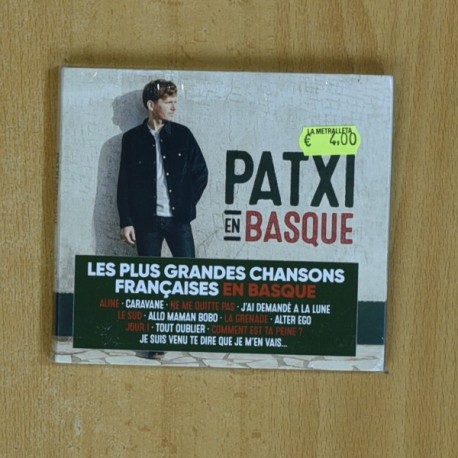 LA METRALLETA
€ 4,00
PATXI
EN BASQUE
LES PLUS GRANDES CHANSONS
FRANÇAISES EN BASQUE
ALINE · CARAVANE · NE ME QUITTE PAS · J'AI DEMANDÉ A LA LUNE
LE SUD · ALLO MAMAN BOBO · LA GRENADE · ALTER EGO
JOUR 1 · TOUT OUBLIER · COMMENT EST TA PEINE ?
JE SUIS VENU TE DIRE QUE JE M'EN VAIS...